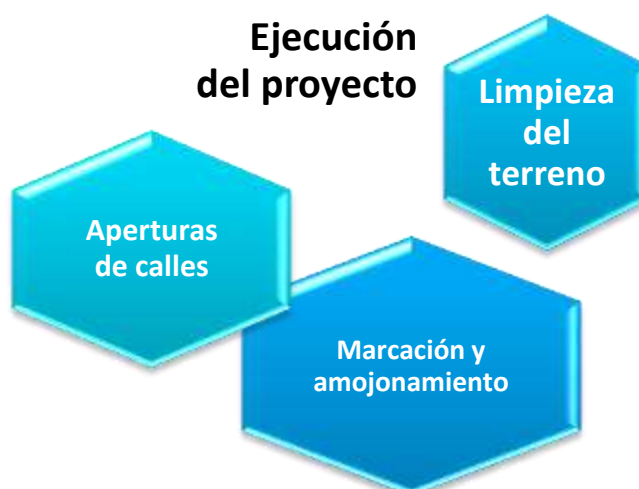 Ejecución
del proyecto
Limpieza
del
terreno
Aperturas
de calles
Marcación y
amojonamiento